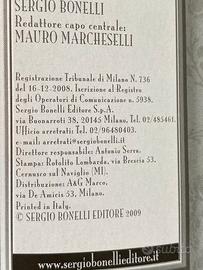 SERGIO BONELLI
Redattore capo centrale:
MAURO MARCHESELLI
Registrazione Tribunale di Milano N. 736
del 16-12-2008. Iscrizione al Registro
degli Operatori di Comunicazione n. 5938.
Sergio Bonelli Editore S.p.A.
via Buonarroti 38, 20145 Milano, Tel. 02/485461.
Ufficio arretrati: Tel. 02/96480403.
e-mail: arretrati@sergiobonelli.it
Direttore Responsabile: Antonio Serra.
Stampa: Rotolito Lombarda, via Brescia 53.
Cernusco sul Naviglio (MI).
Distribuzione: A&G Marco,
via De Amicis 53, Milano.
Printed in Italy.
© SERGIO BONELLI EDITORE 2009
www.sergiobonellieditore.it